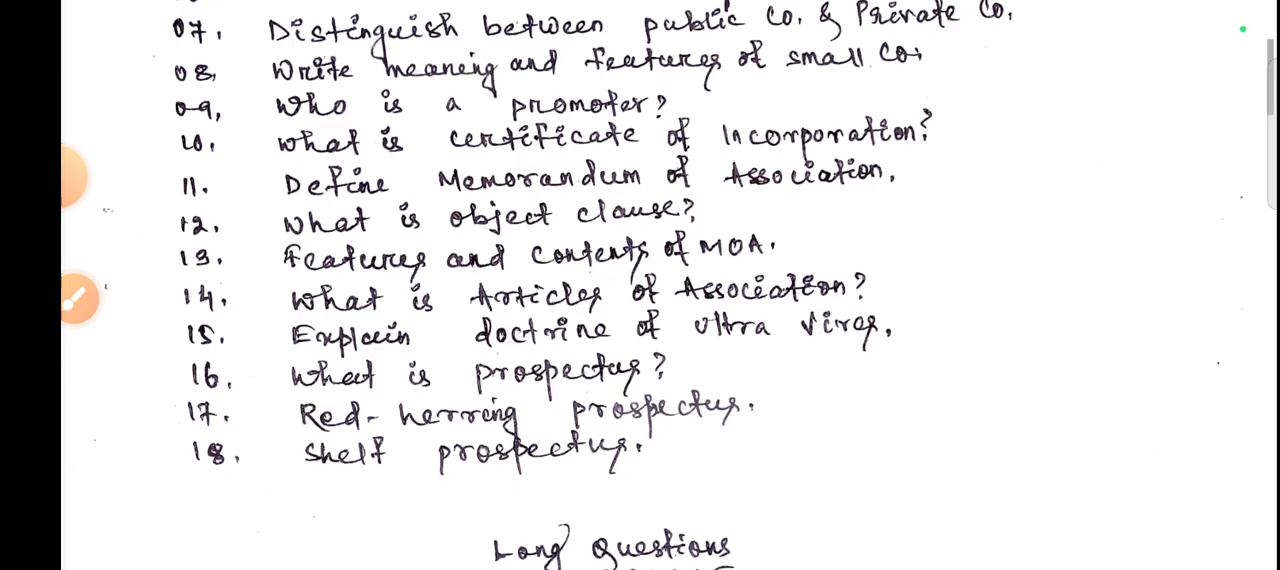 07. Distinguish between public Co. & Private Co.
08. Write meaning and features of small Co.
09. Who is a promoter?
10. What is certificate of Incorporation?
11. Define Memorandum of Association.
12. What is object clause?
13. Features and contents of MOA.
14. What is Articles of Association?
15. Explain doctrine of Ultra Vires.
16. What is prospectus?
17. Red-herring prospectus.
18. Shelf prospectus.
Long Questions